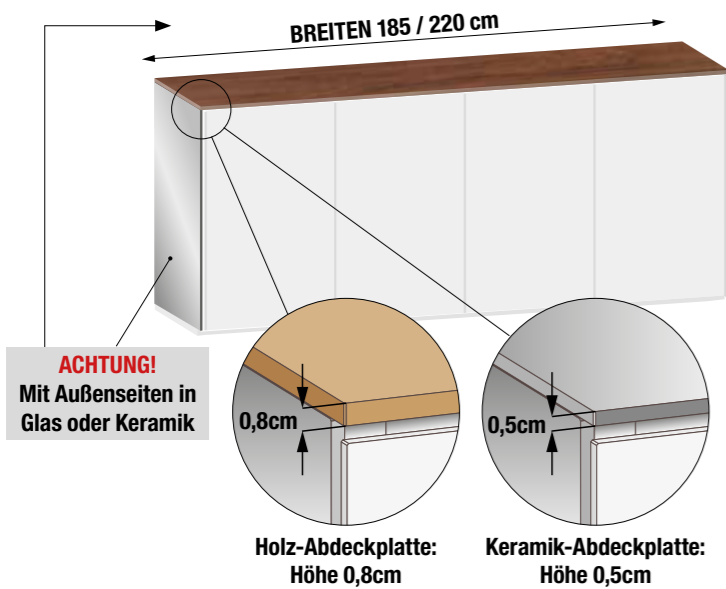 BREITEN 185 / 220 cm
ACHTUNG!
Mit Außenseiten in
Glas oder Keramik
0,8cm
0,5cm
Holz-Abdeckplatte:
Höhe 0,8cm
Keramik-Abdeckplatte:
Höhe 0,5cm